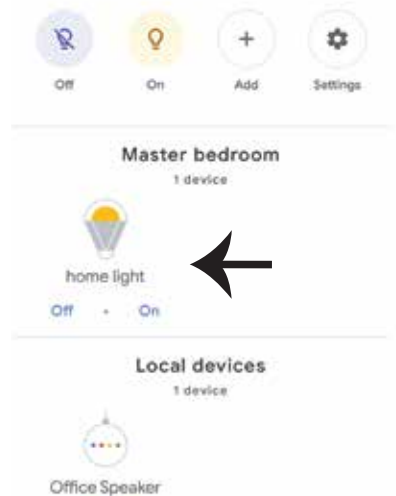 Off On Add Settings
Master bedroom
1 device
home light
Off • On
Local devices
1 device
Office Speaker